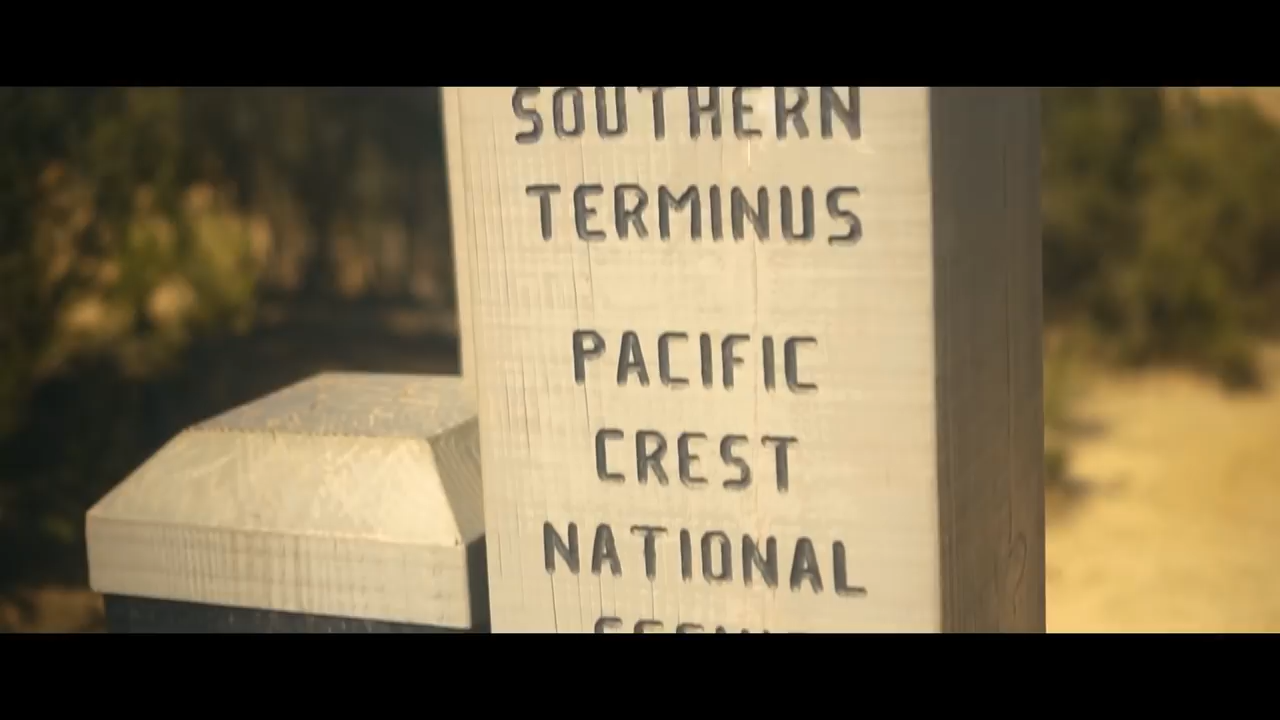 SOUTHERN
TERMINUS
PACIFIC
CREST
NATIONAL